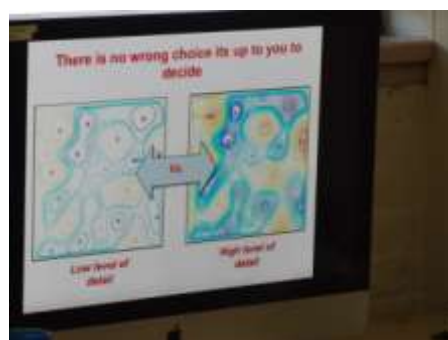 There is no wrong choice its up to you to
decide
Vs.
Low level of
detail
High level of
detail